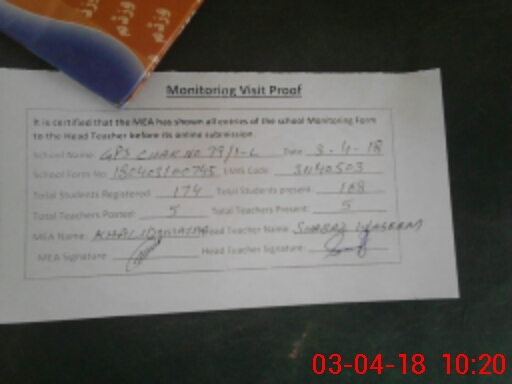 Monitoring Visit Proof
It is certified that the MEA has shown all entries of the school Monitoring Form
to the Head Teacher before its online submission.
School Name: GPS CHAK NO 79/5-L Date 3-4-18
School Form No: 180403100745 EMIS Code:
Total Students Registered: 174 Total Students present: 168
Total Teachers Posted: 5 Total Teachers Present: 5
MEA Name: Head Teacher Name:
MEA Signature: Head Teacher Signature:
03-04-18 10:20